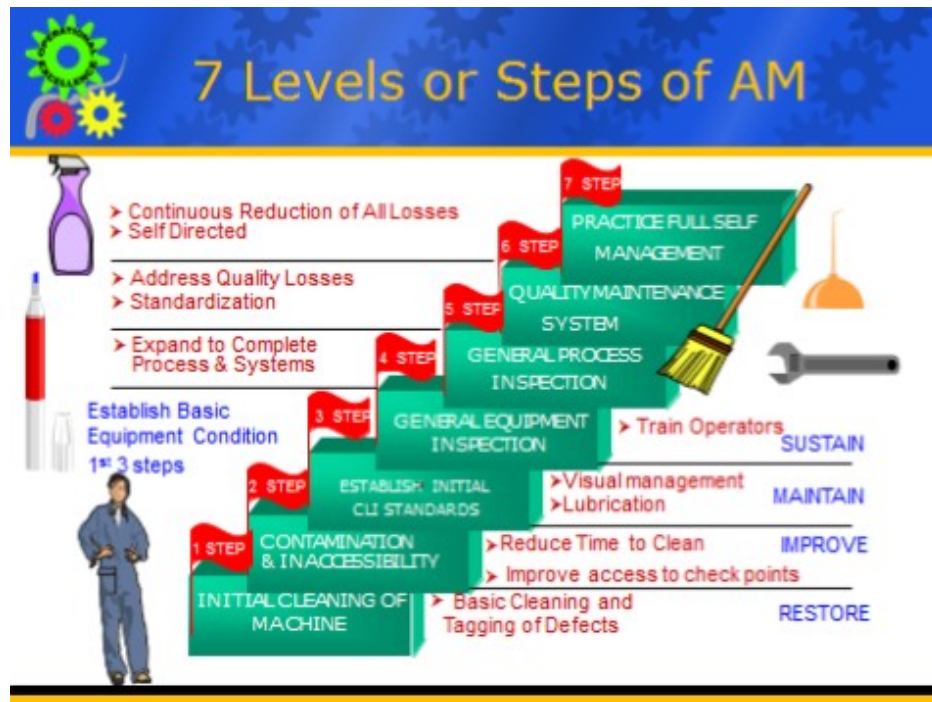 OPERATIONAL
EXCELLENCE
7 Levels or Steps of AM
7 STEP
PRACTICE FULL SELF
MANAGEMENT
➤ Continuous Reduction of All Losses
➤ Self Directed
6 STEP
QUALITY MAINTENANCE
SYSTEM
➤ Address Quality Losses
➤ Standardization
5 STEP
GENERAL PROCESS
INSPECTION
➤ Expand to Complete
Process & Systems
4 STEP
GENERAL EQUIPMENT
INSPECTION
➤ Train Operators
SUSTAIN
Establish Basic
Equipment Condition
1st 3 steps
3 STEP
ESTABLISH INITIAL
CLI STANDARDS
➤Visual management
➤Lubrication
MAINTAIN
2 STEP
CONTAMINATION
& INACCESSIBILITY
➤Reduce Time to Clean
➤ Improve access to check points
IMPROVE
1 STEP
INITIAL CLEANING OF
MACHINE
➤ Basic Cleaning and
Tagging of Defects
RESTORE